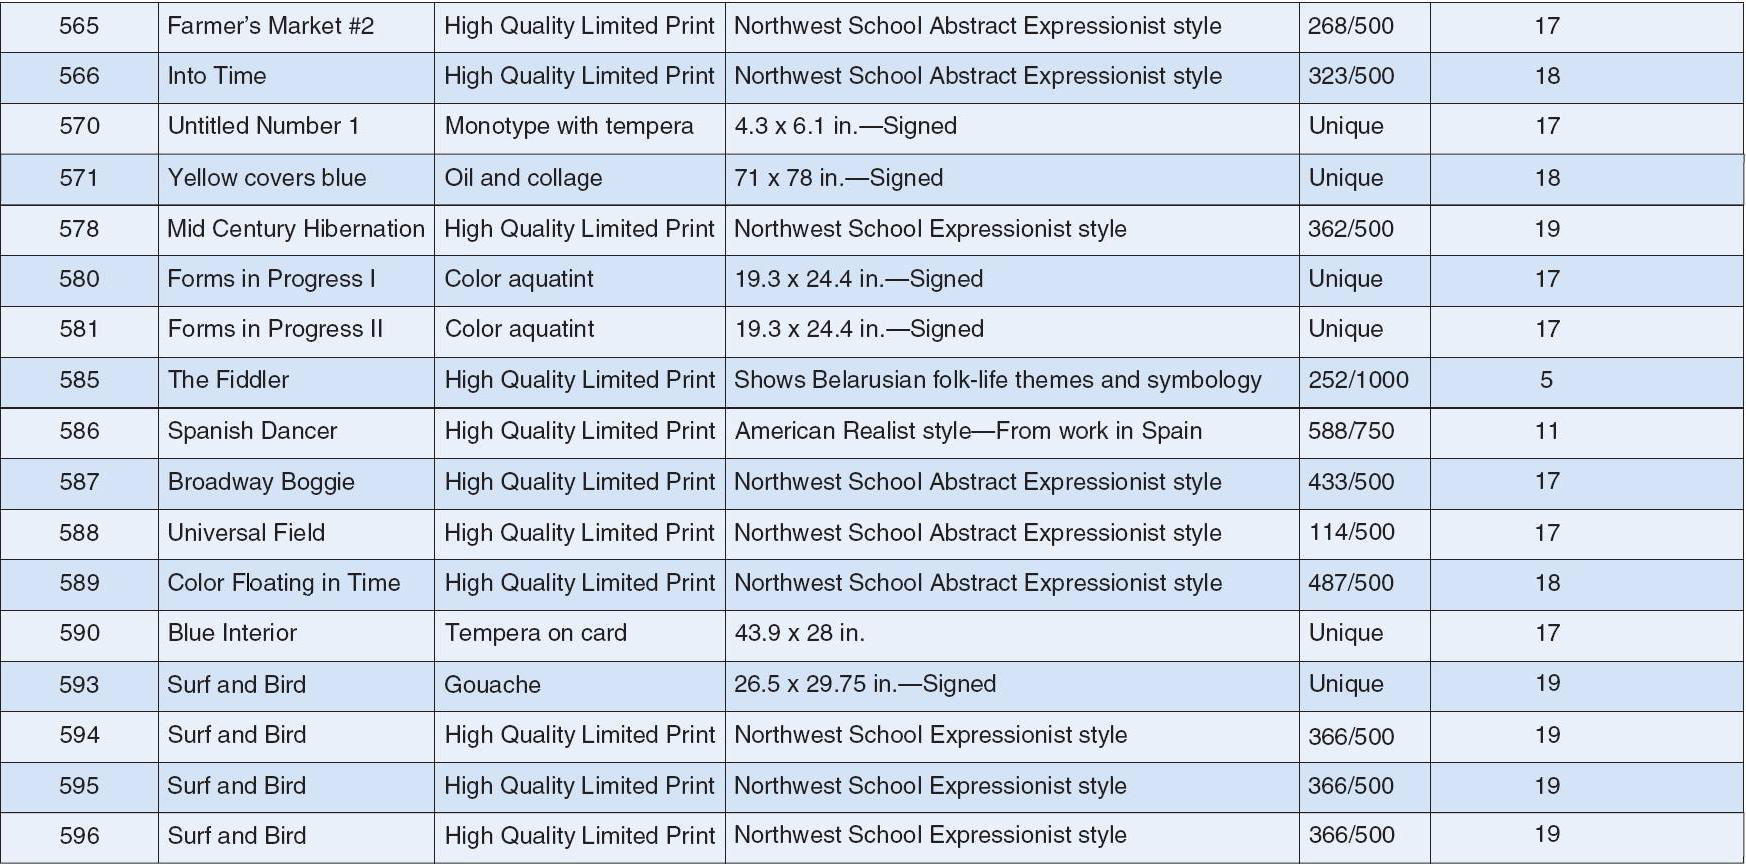 565 Farmer’s Market #2 High Quality Limited Print Northwest School Abstract Expressionist style 268/500 17
566 Into Time High Quality Limited Print Northwest School Abstract Expressionist style 323/500 18
570 Untitled Number 1 Monotype with tempera 4.3 x 6.1 in.—Signed Unique 17
571 Yellow covers blue Oil and collage 71 x 78 in.—Signed Unique 18
578 Mid Century Hibernation High Quality Limited Print Northwest School Expressionist style 362/500 19
580 Forms in Progress I Color aquatint 19.3 x 24.4 in.—Signed Unique 17
581 Forms in Progress II Color aquatint 19.3 x 24.4 in.—Signed Unique 17
585 The Fiddler High Quality Limited Print Shows Belarusian folk-life themes and symbology 252/1000 5
586 Spanish Dancer High Quality Limited Print American Realist style—From work in Spain 588/750 11
587 Broadway Boggie High Quality Limited Print Northwest School Abstract Expressionist style 433/500 17
588 Universal Field High Quality Limited Print Northwest School Abstract Expressionist style 114/500 17
589 Color Floating in Time High Quality Limited Print Northwest School Abstract Expressionist style 487/500 18
590 Blue Interior Tempera on card 43.9 x 28 in. Unique 17
593 Surf and Bird Gouache 26.5 x 29.75 in.—Signed Unique 19
594 Surf and Bird High Quality Limited Print Northwest School Expressionist style 366/500 19
595 Surf and Bird High Quality Limited Print Northwest School Expressionist style 366/500 19
596 Surf and Bird High Quality Limited Print Northwest School Expressionist style 366/500 19